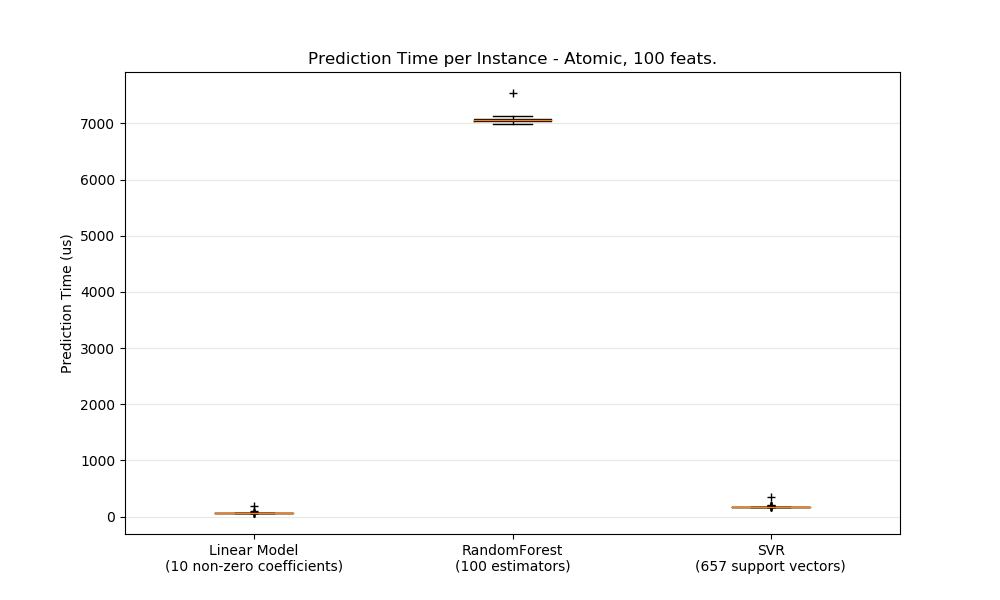 Prediction Time per Instance - Atomic, 100 feats.
Prediction Time (us)
7000
6000
5000
4000
3000
2000
1000
0
Linear Model
(10 non-zero coefficients)
RandomForest
(100 estimators)
SVR
(657 support vectors)